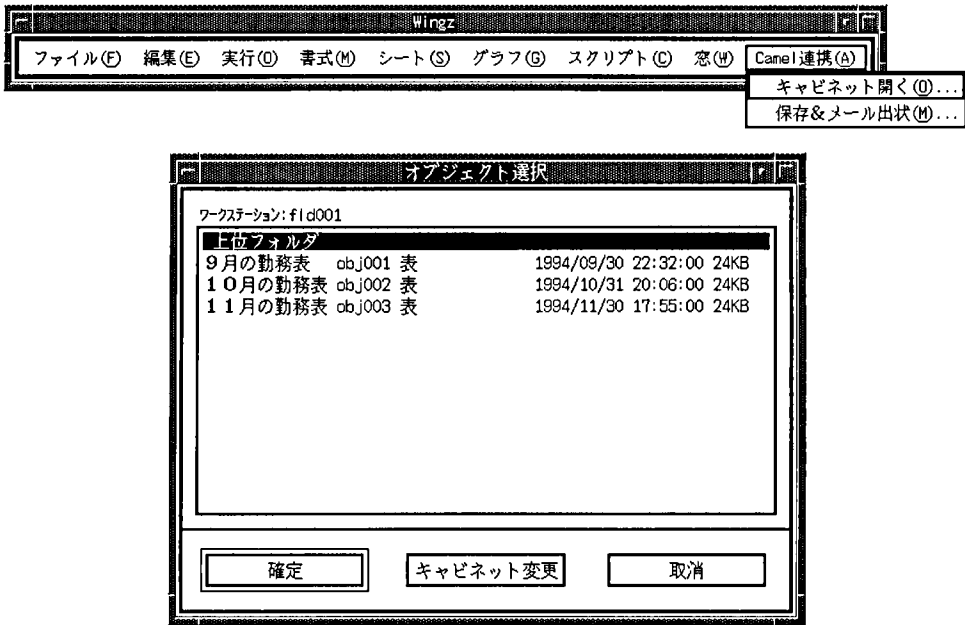 Wingz
ファイル(F) 編集(E) 実行(O) 書式(M) シート(S) グラフ(G) スクリプト(C) 窓(W) Camel連携(A)
キャビネット開く(O)...
保存&メール出状(M)...
オブジェクト選択
ワークステーション:fld001
上位フォルダ
9月の勤務表 obj001 表 1994/09/30 22:32:00 24KB
10月の勤務表 obj002 表 1994/10/31 20:06:00 24KB
11月の勤務表 obj003 表 1994/11/30 17:55:00 24KB
確定 キャビネット変更 取消